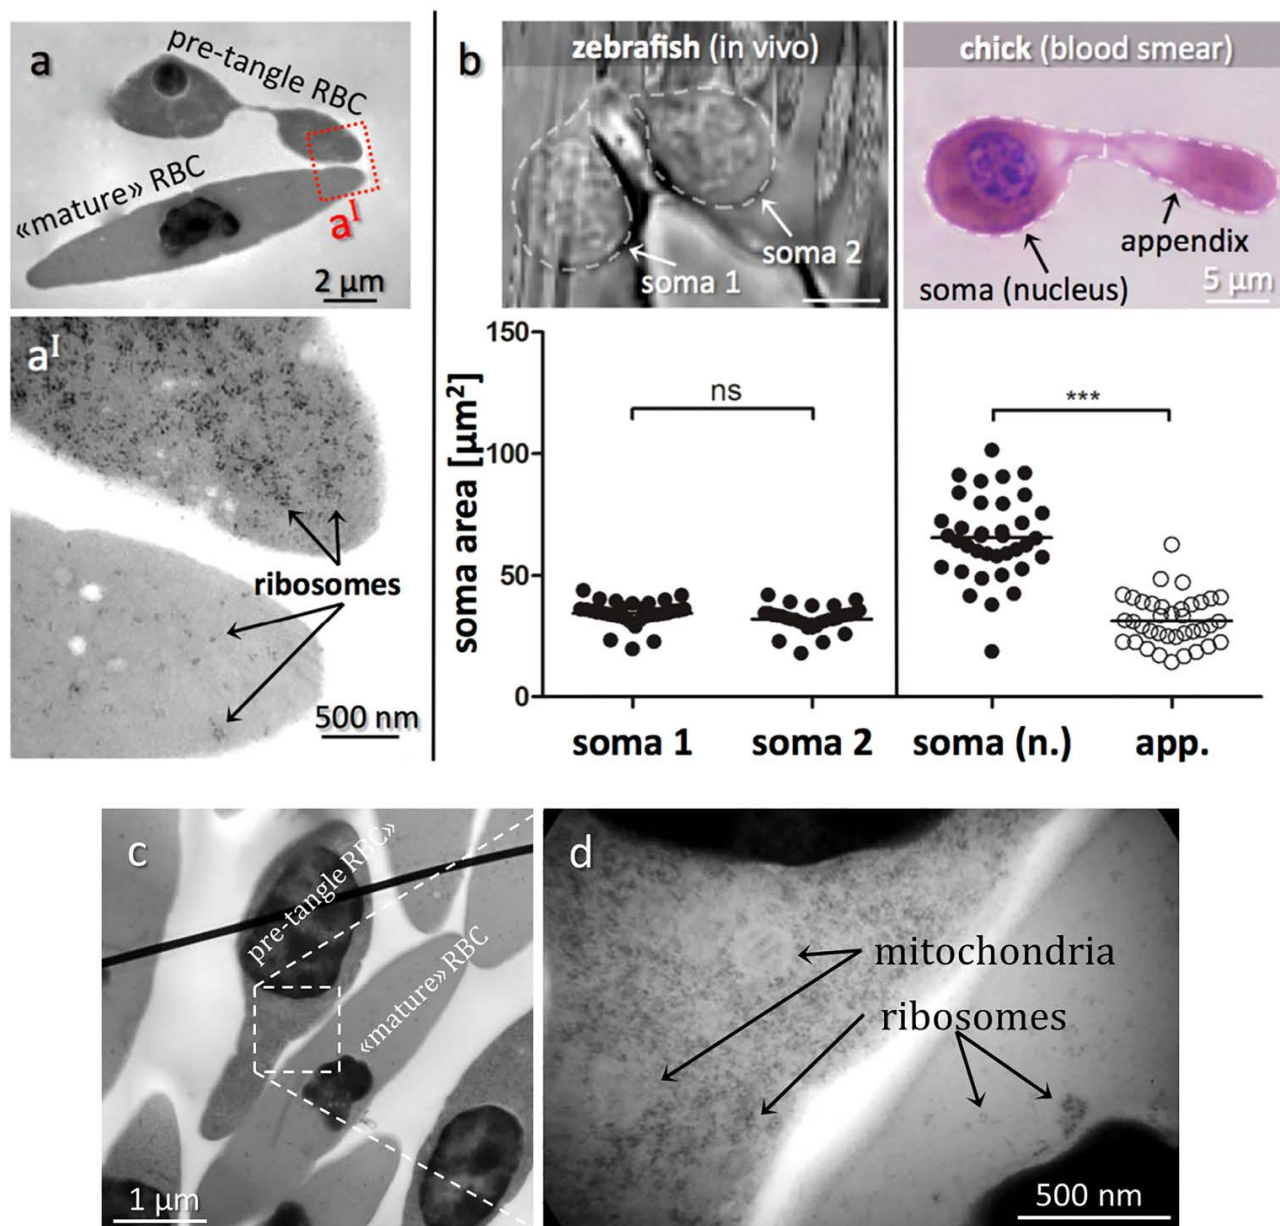 a
pre-tangle RBC
«mature» RBC
aI
2 µm
aI
ribosomes
500 nm
b
zebrafish (in vivo)
soma 1
soma 2
chick (blood smear)
appendix
soma (nucleus)
5 µm
soma area [µm²]
150
100
50
0
ns
***
soma 1
soma 2
soma (n.)
app.
c
pre-tangle RBC»
«mature» RBC
1 µm
d
mitochondria
ribosomes
500 nm